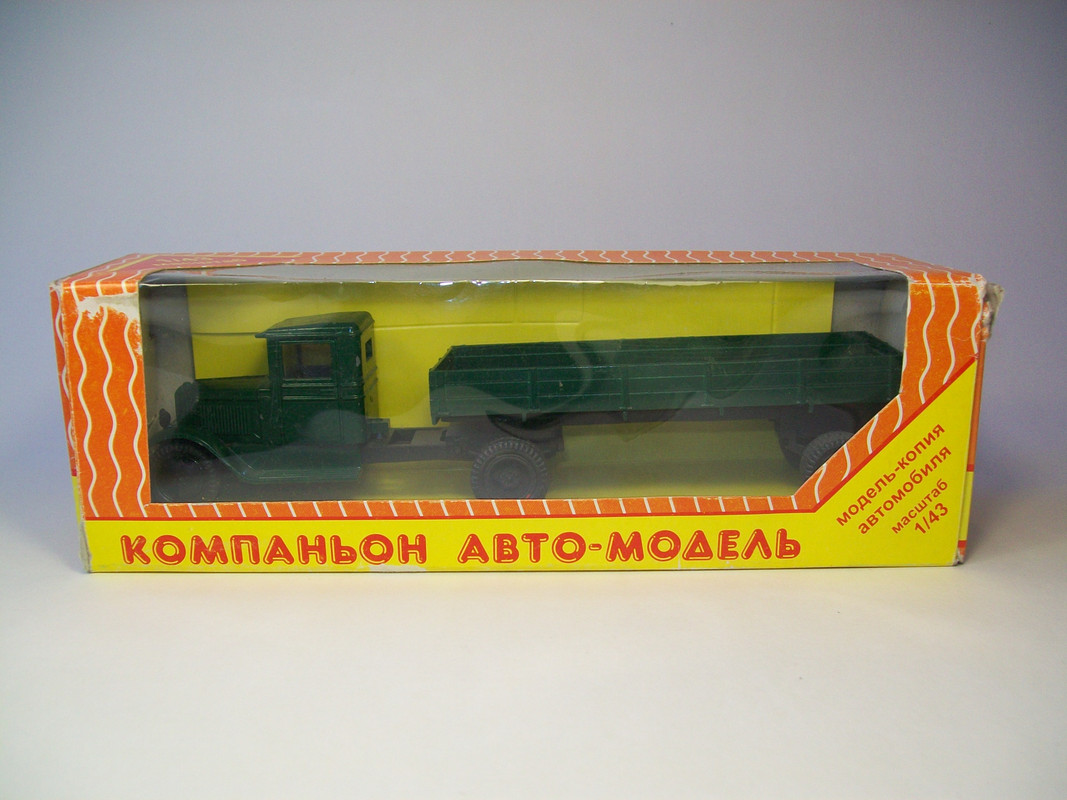 КОМПАНЬОН АВТО-МОДЕЛЬ
модель-копия
автомобиля
масштаб
1/43